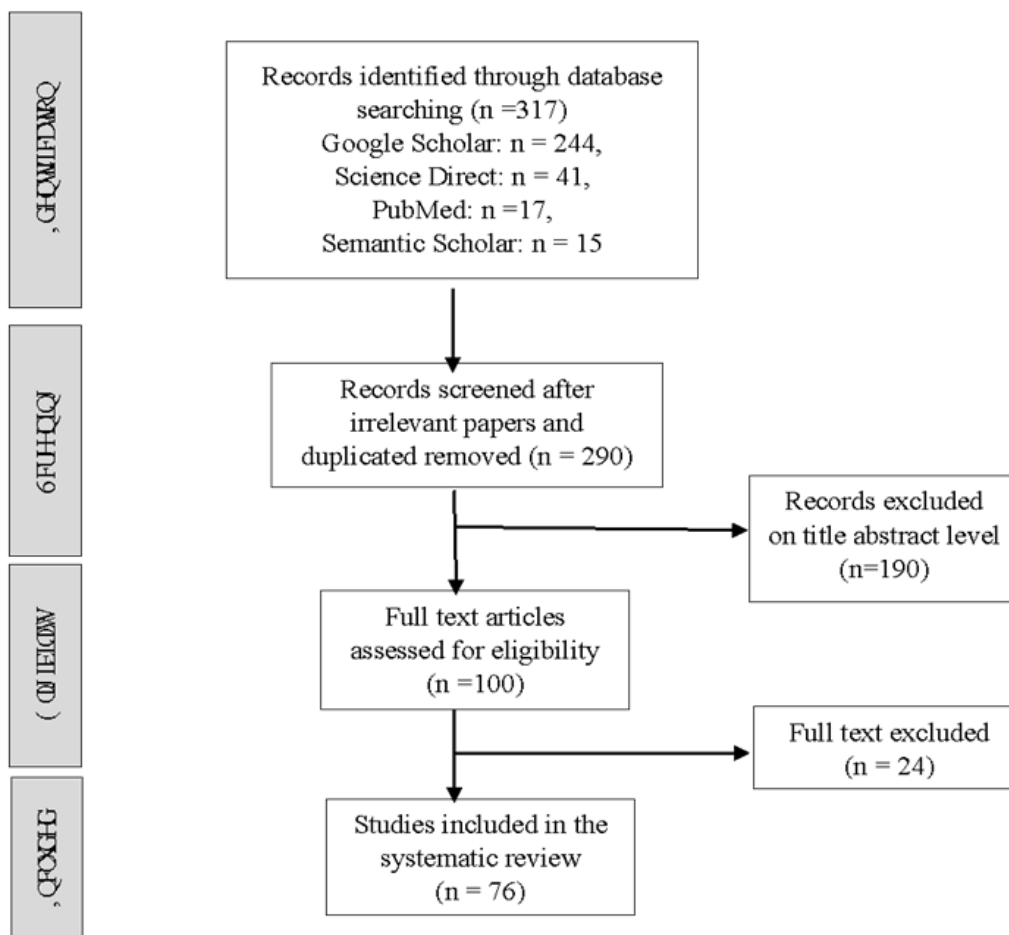 Records identified through database
searching (n =317)
Google Scholar: n = 244,
Science Direct: n = 41,
PubMed: n =17,
Semantic Scholar: n = 15
Records screened after
irrelevant papers and
duplicated removed (n = 290)
Records excluded
on title abstract level
(n=190)
Full text articles
assessed for eligibility
(n =100)
Full text excluded
(n = 24)
Studies included in the
systematic review
(n = 76)